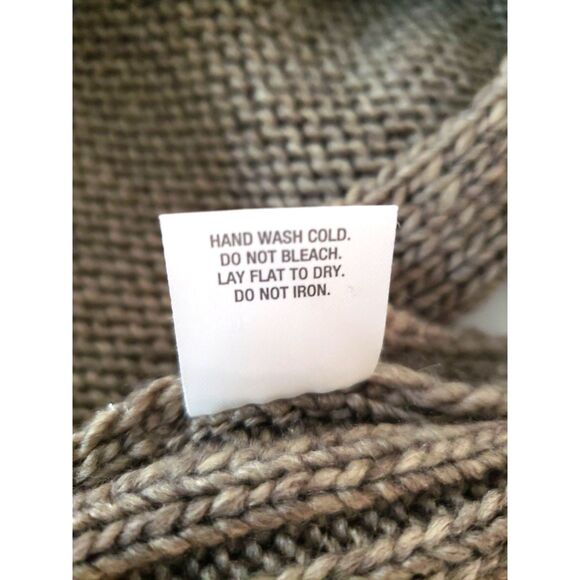 HAND WASH COLD.
DO NOT BLEACH.
LAY FLAT TO DRY.
DO NOT IRON.